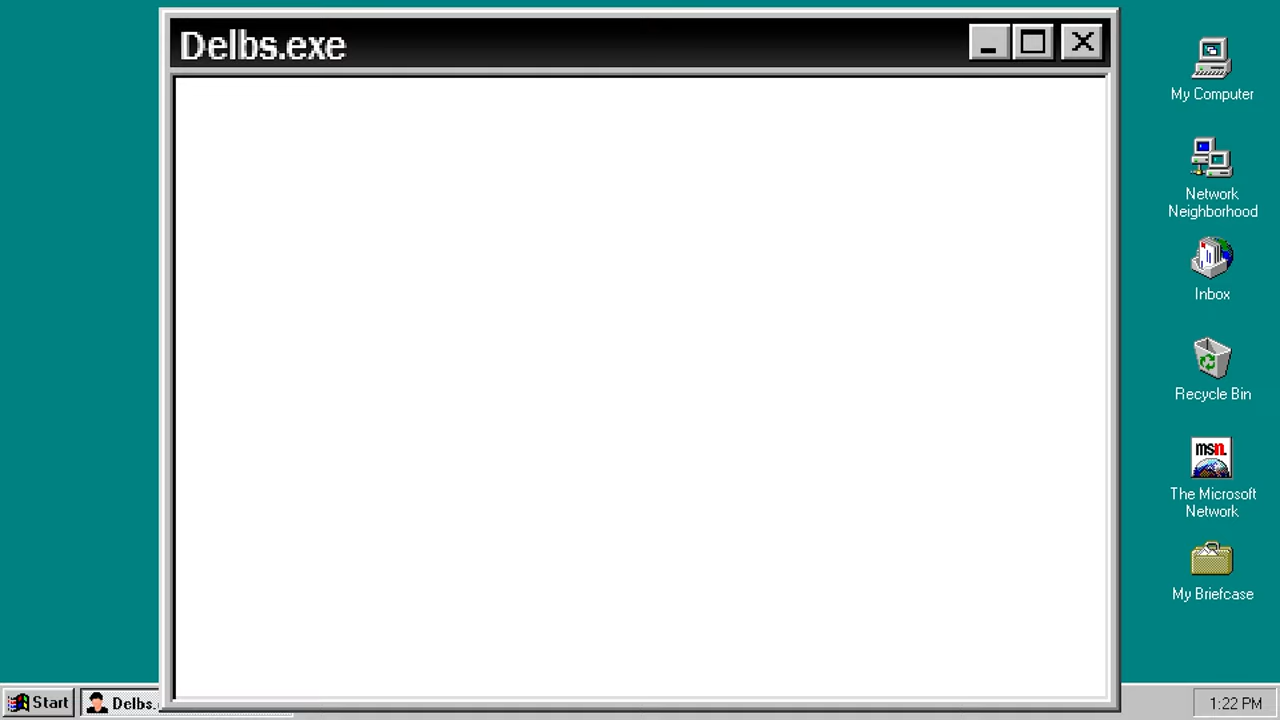 Delbs.exe
My Computer
Network
Neighborhood
Inbox
Recycle Bin
msn.
The Microsoft
Network
My Briefcase
Start
Delbs.
1:22 PM